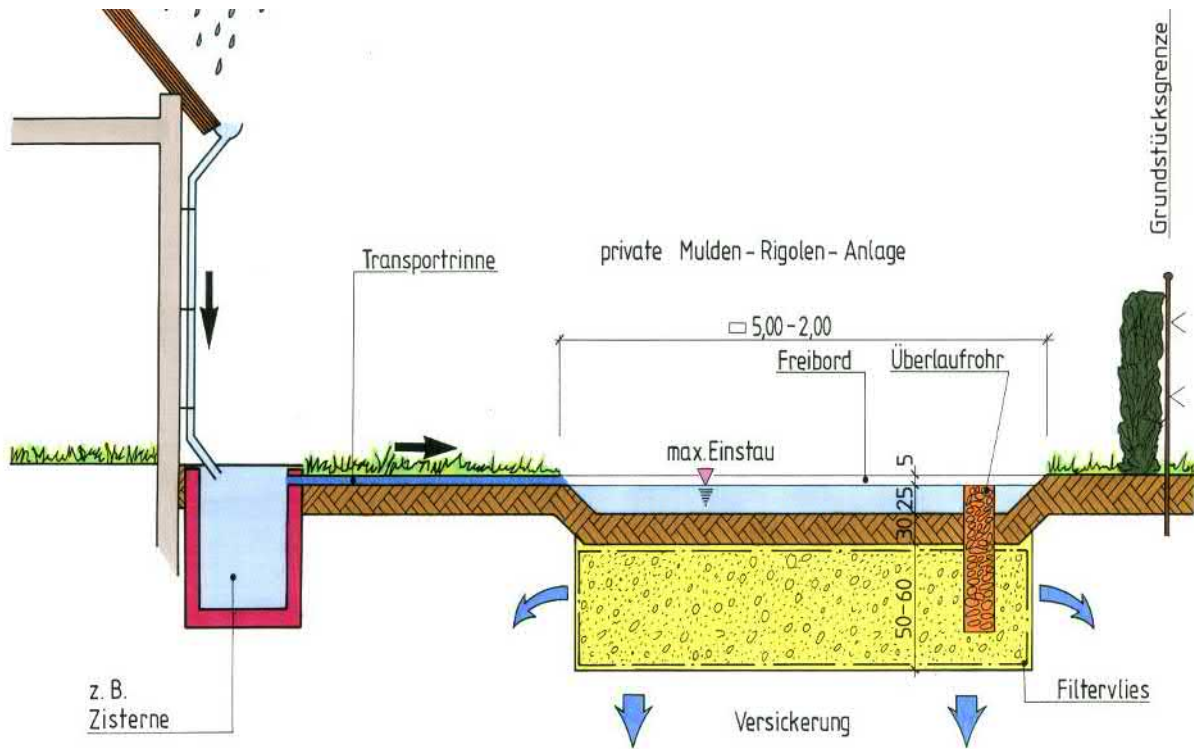 Grundstücksgrenze
private Mulden - Rigolen - Anlage
Transportrinne
□ 5,00 - 2,00
Freibord
Überlaufrohr
max. Einstau
5
25
30
50-60
z. B.
Zisterne
Filtervlies
Versickerung